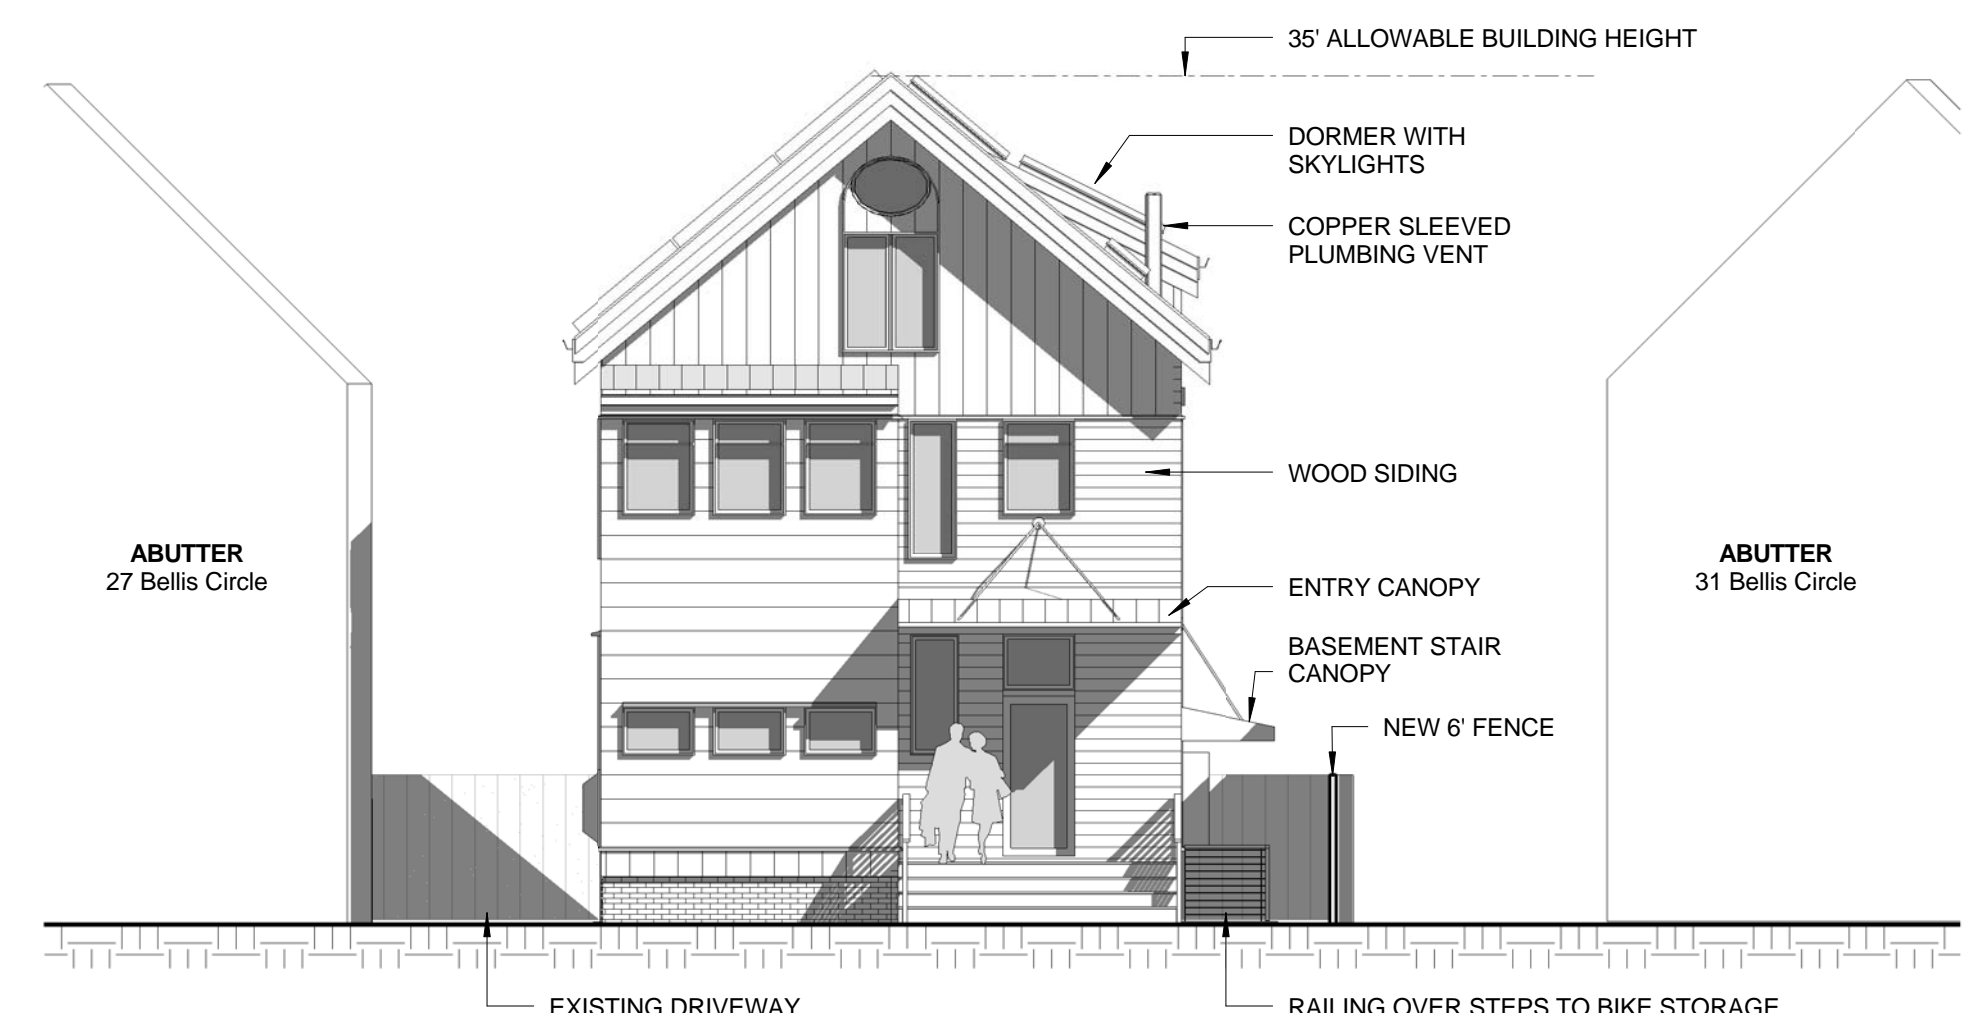 35' ALLOWABLE BUILDING HEIGHT
DORMER WITH
SKYLIGHTS
COPPER SLEEVED
PLUMBING VENT
WOOD SIDING
ABUTTER
27 Bellis Circle
ABUTTER
31 Bellis Circle
ENTRY CANOPY
BASEMENT STAIR
CANOPY
NEW 6' FENCE
EXISTING DRIVEWAY
RAILING OVER STEPS TO BIKE STORAGE